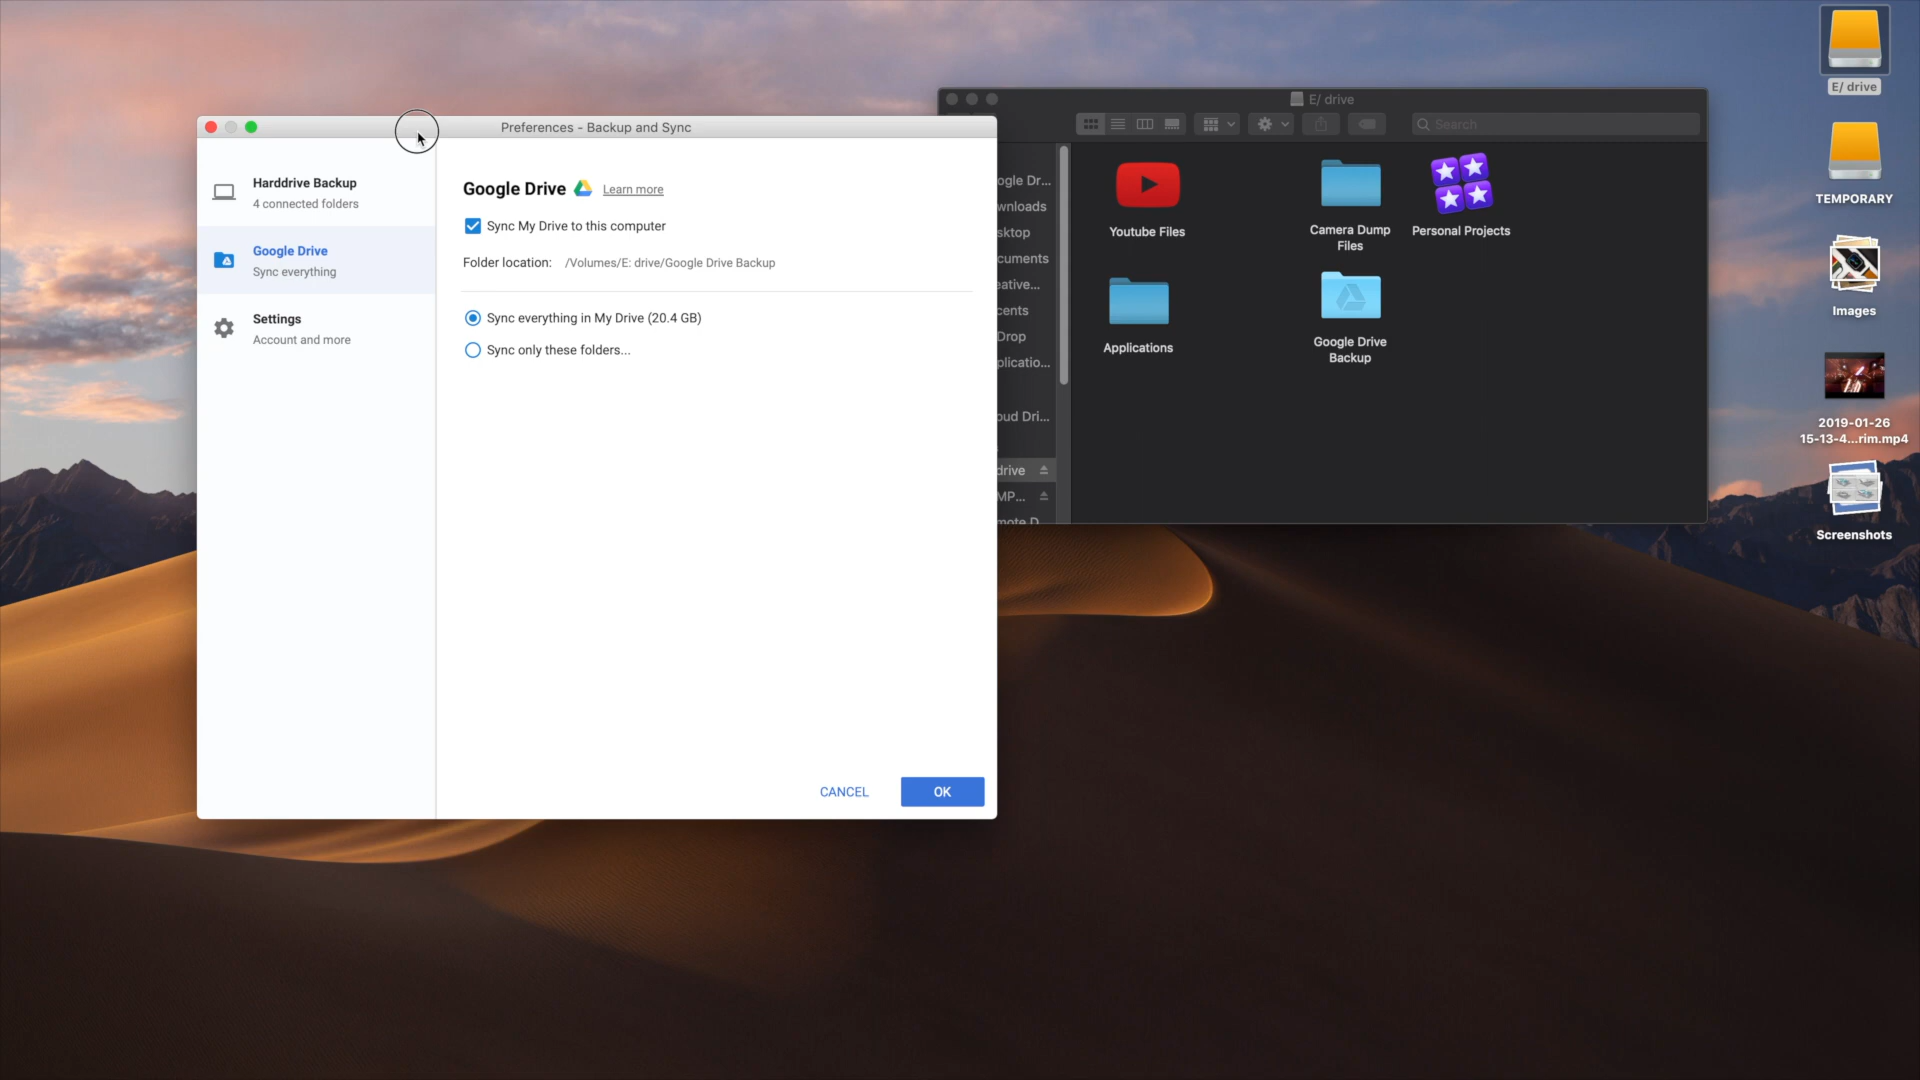 Preferences - Backup and Sync
Harddrive Backup
4 connected folders
Google Drive
Sync everything
Settings
Account and more
Google Drive Learn more
Sync My Drive to this computer
Folder location: /Volumes/E: drive/Google Drive Backup
Sync everything in My Drive (20.4 GB)
Sync only these folders...
CANCEL
OK
E/ drive
Search
ogle Dr...
wnloads
sktop
cuments
eative...
cents
Drop
plicatio...
oud Dri...
drive
MP...
mote D
Youtube Files
Camera Dump
Files
Personal Projects
Applications
Google Drive
Backup
E/ drive
TEMPORARY
Images
2019-01-26
15-13-4...rim.mp4
Screenshots